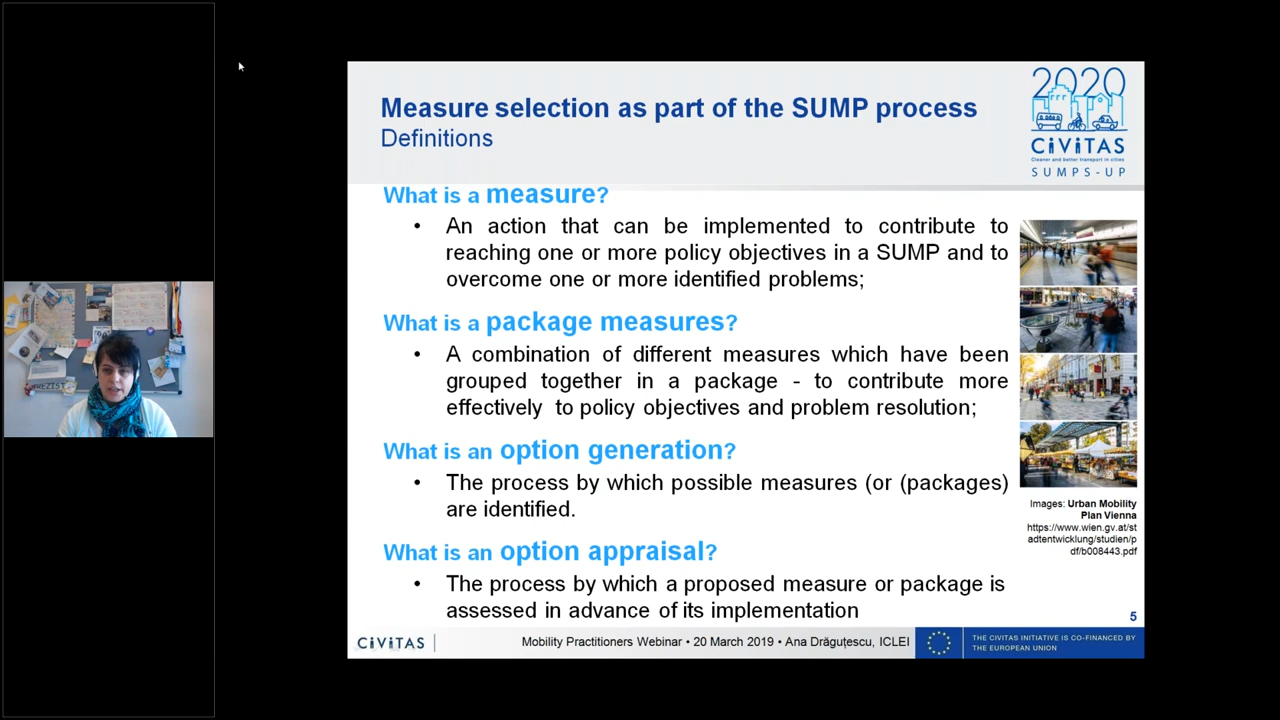 Measure selection as part of the SUMP process
Definitions
2020
CiViTAS
Cleaner and better transport in cities
SUMPS-UP
What is a measure?
• An action that can be implemented to contribute to
reaching one or more policy objectives in a SUMP and to
overcome one or more identified problems;
What is a package measures?
• A combination of different measures which have been
grouped together in a package - to contribute more
effectively to policy objectives and problem resolution;
What is an option generation?
• The process by which possible measures (or (packages)
are identified.
What is an option appraisal?
• The process by which a proposed measure or package is
assessed in advance of its implementation
Images: Urban Mobility
Plan Vienna
https://www.wien.gv.at/st
adtentwicklung/studien/p
df/b008443.pdf
5
CiViTAS
Mobility Practitioners Webinar • 20 March 2019 • Ana Drăguțescu, ICLEI
THE CIVITAS INITIATIVE IS CO-FINANCED BY
THE EUROPEAN UNION